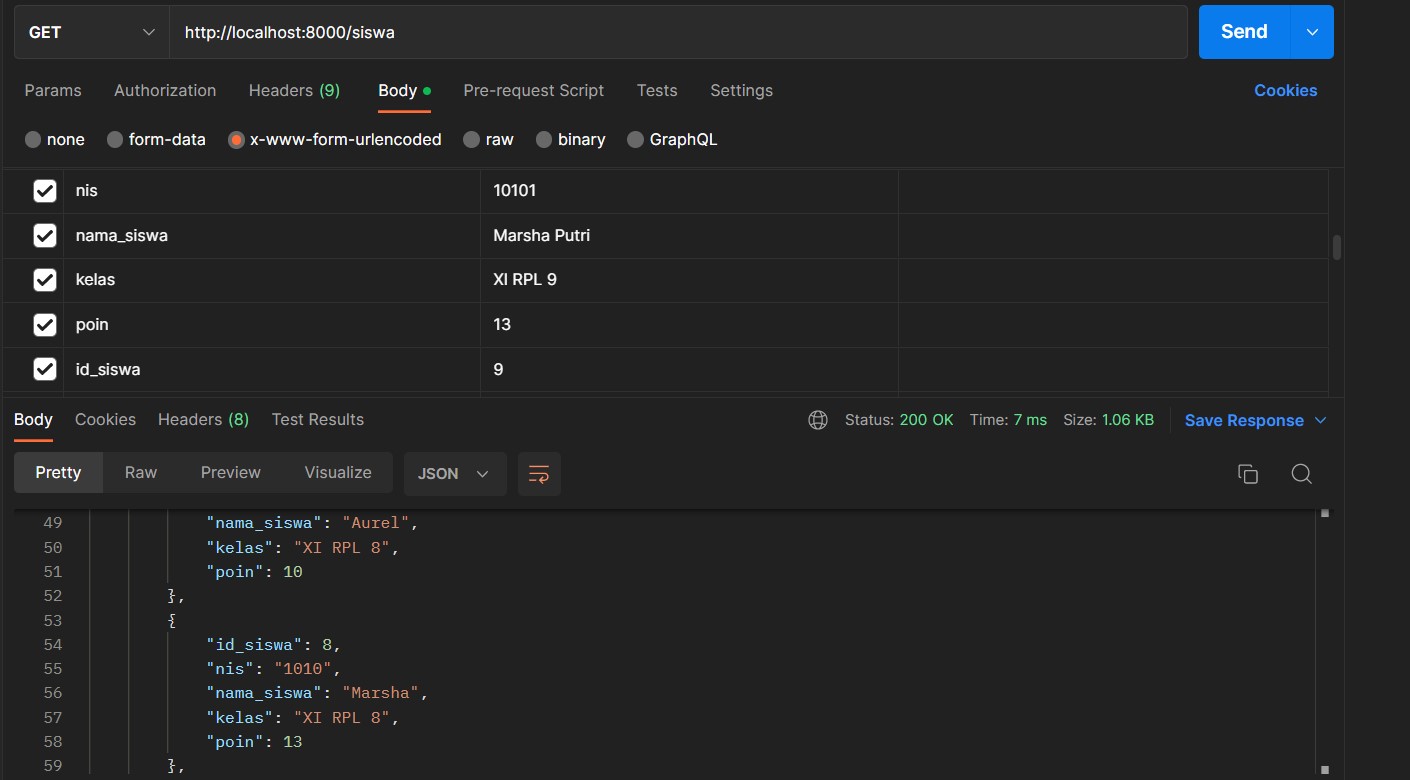 GET http://localhost:8000/siswa Send
Params Authorization Headers (9) Body Pre-request Script Tests Settings Cookies
none form-data x-www-form-urlencoded raw binary GraphQL
nis 10101
nama_siswa Marsha Putri
kelas XI RPL 9
poin 13
id_siswa 9
Body Cookies Headers (8) Test Results Status: 200 OK Time: 7 ms Size: 1.06 KB Save Response
Pretty Raw Preview Visualize JSON
49 "nama_siswa": "Aurel",
50 "kelas": "XI RPL 8",
51 "poin": 10
52 },
53 {
54 "id_siswa": 8,
55 "nis": "1010",
56 "nama_siswa": "Marsha",
57 "kelas": "XI RPL 8",
58 "poin": 13
59 },